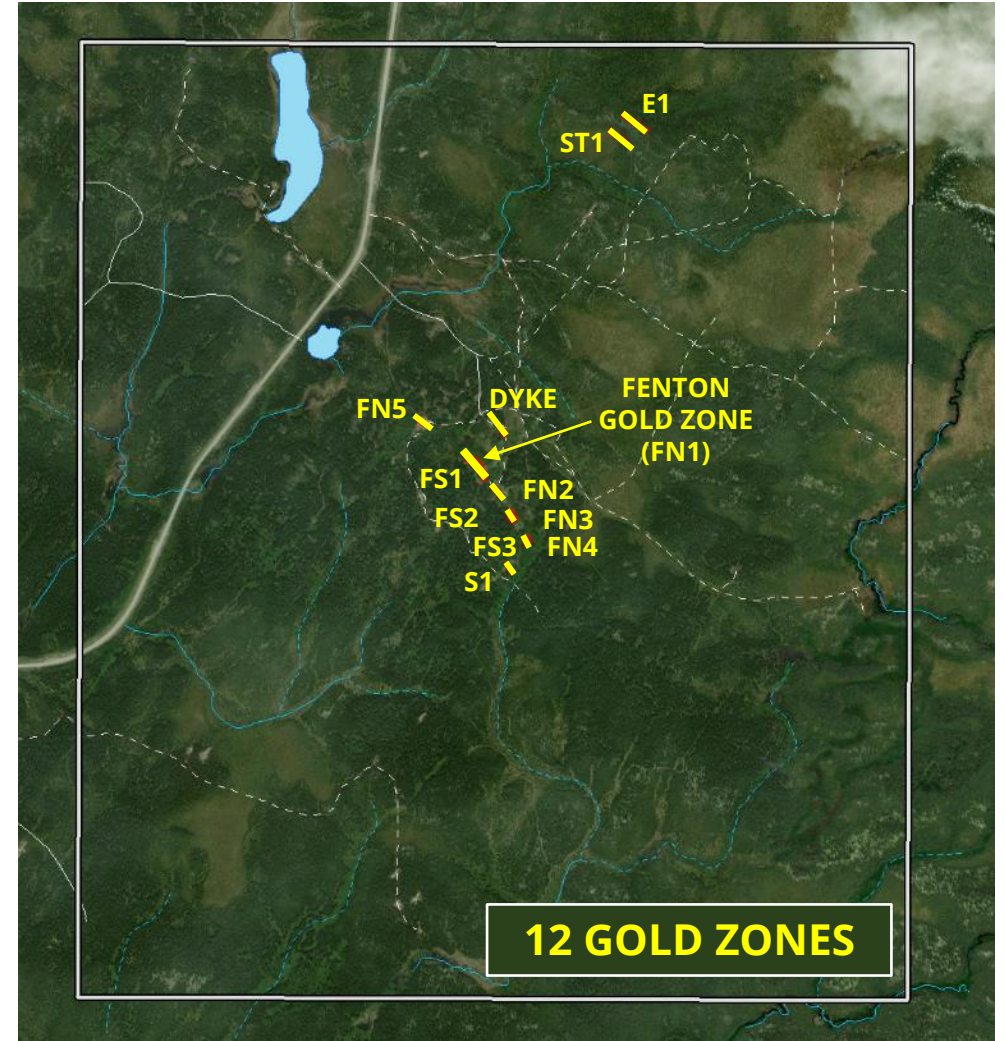 E1
ST1
DYKE
FN5
FENTON
GOLD ZONE
(FN1)
FS1
FN2
FS2
FN3
FS3
FN4
S1
12 GOLD ZONES